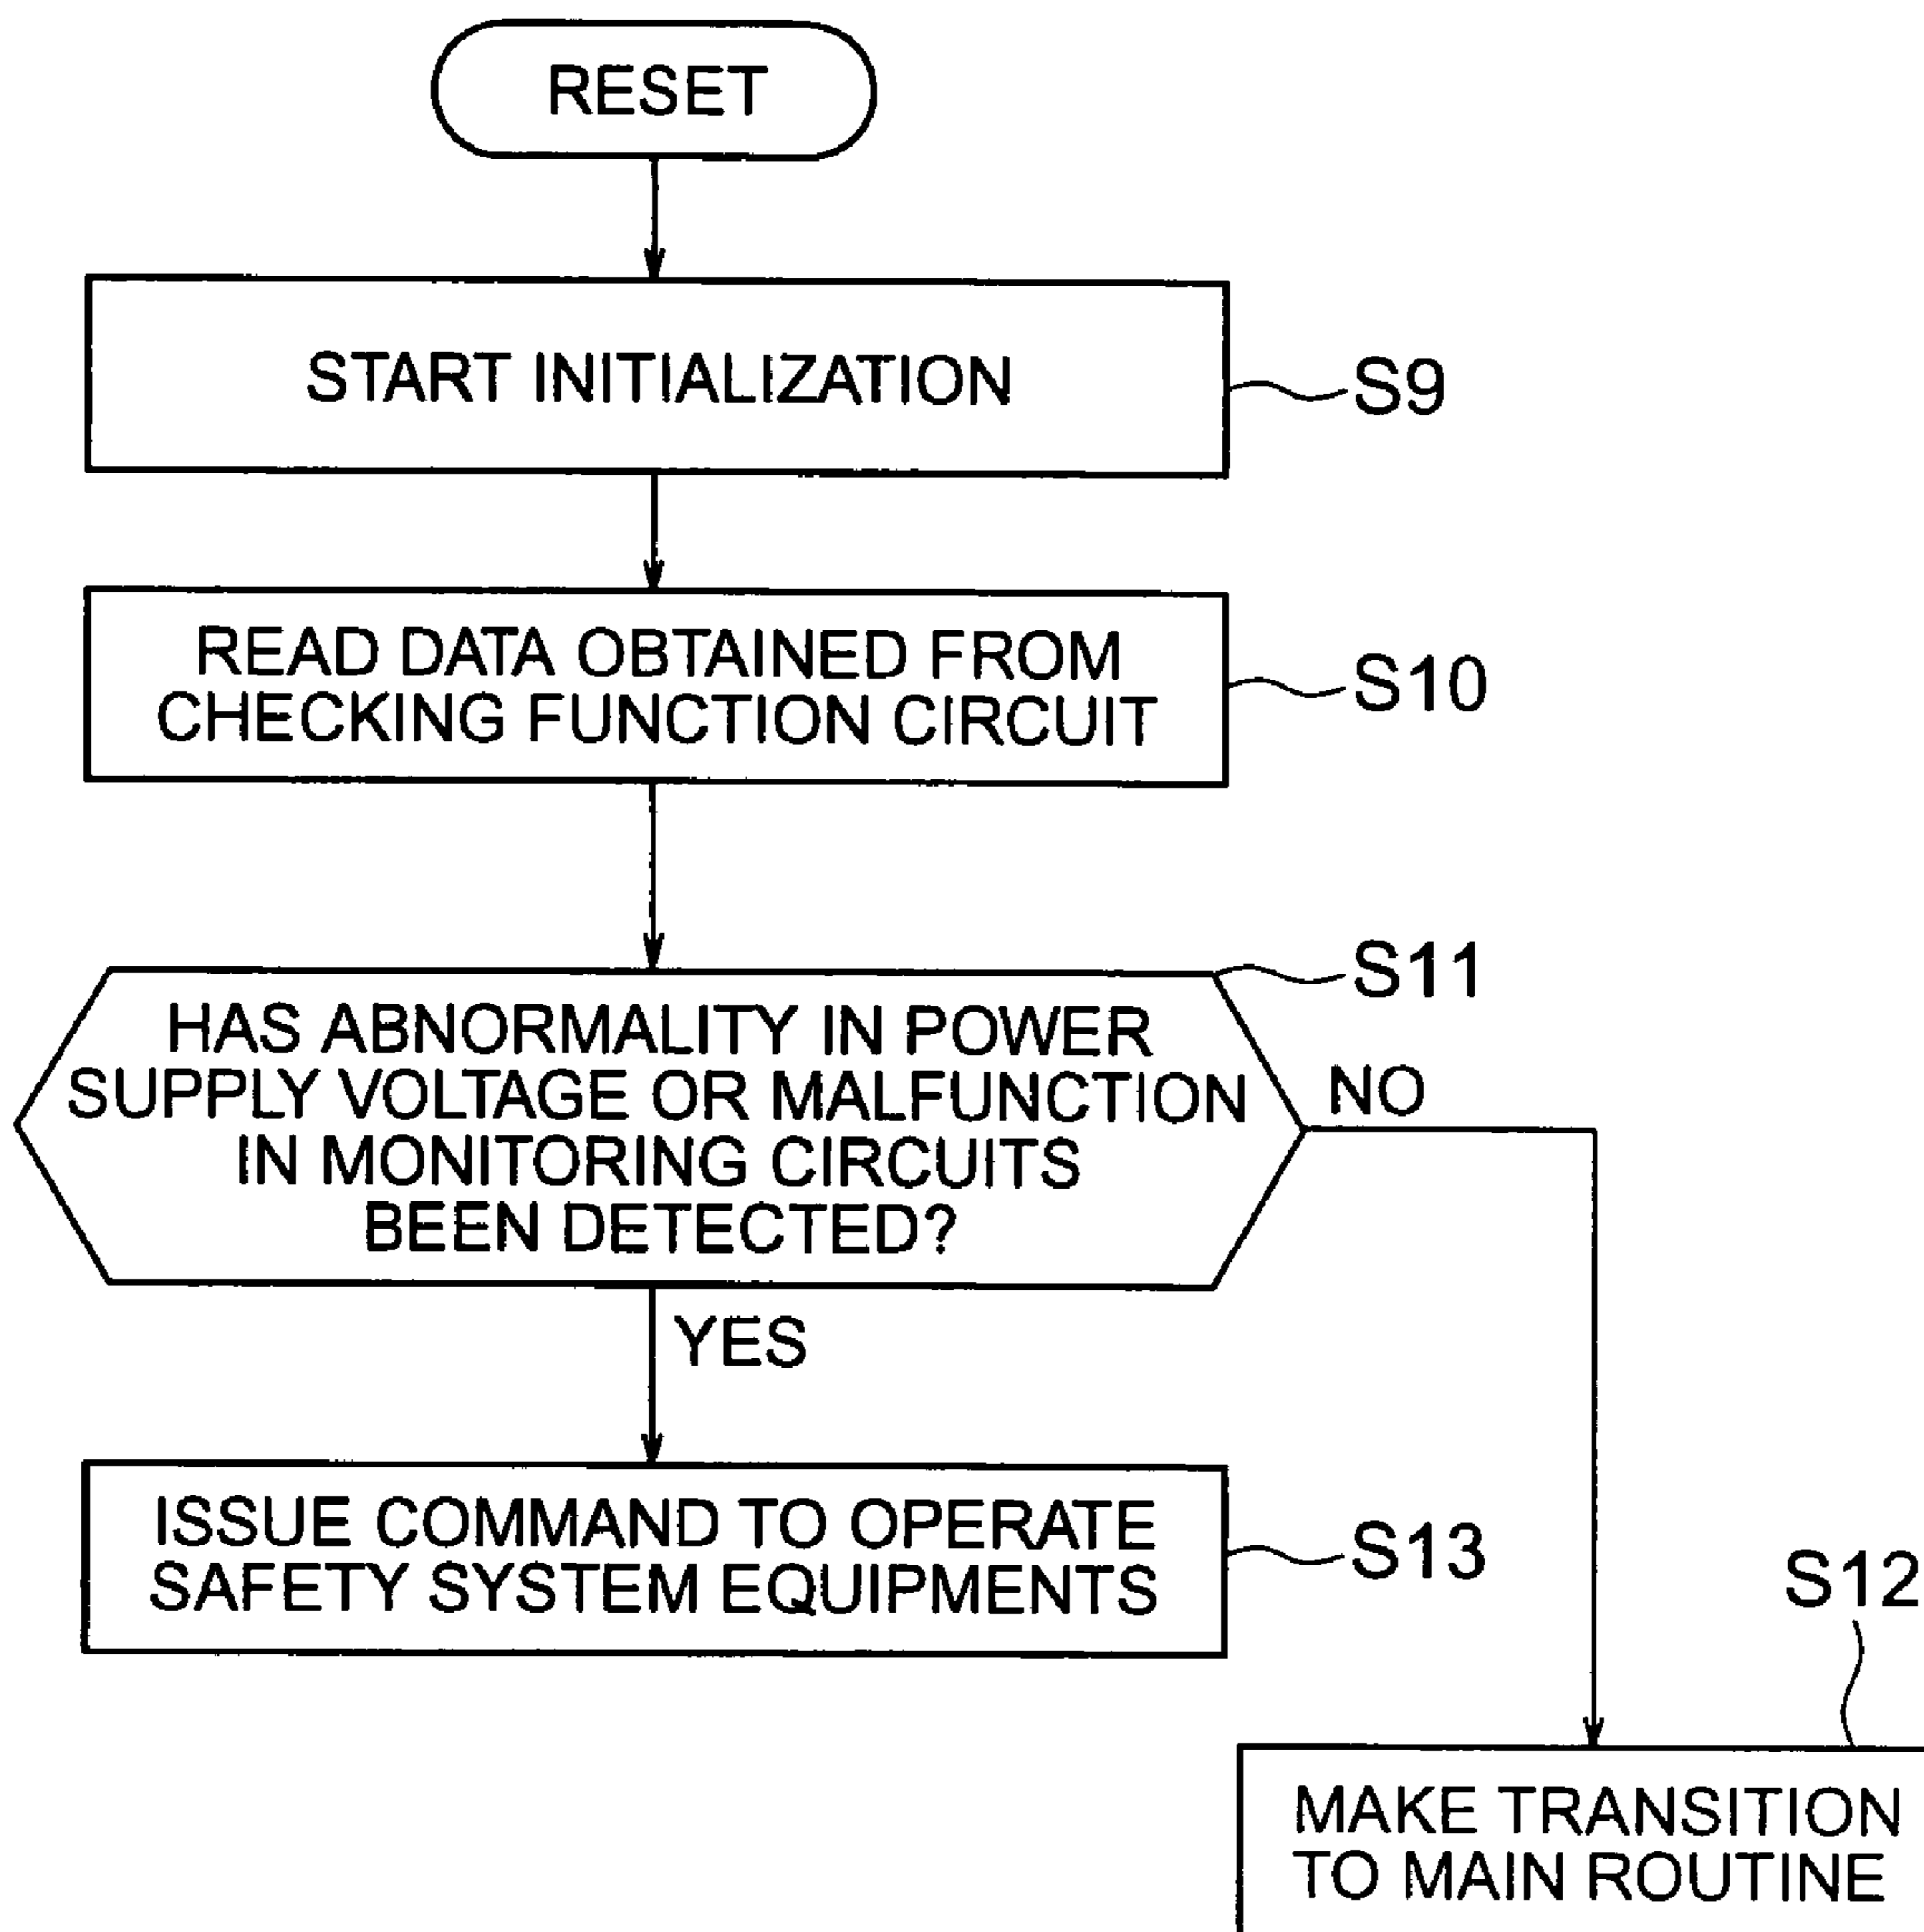 RESET
START INITIALIZATION
S9
READ DATA OBTAINED FROM
CHECKING FUNCTION CIRCUIT
S10
S11
HAS ABNORMALITY IN POWER
SUPPLY VOLTAGE OR MALFUNCTION
IN MONITORING CIRCUITS
BEEN DETECTED?
NO
YES
ISSUE COMMAND TO OPERATE
SAFETY SYSTEM EQUIPMENTS
S13
S12
MAKE TRANSITION
TO MAIN ROUTINE